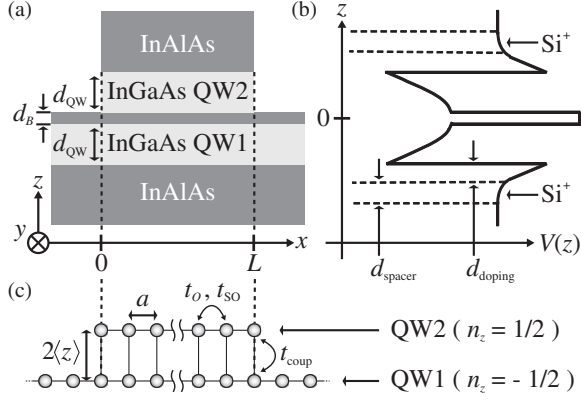 (a)
InAlAs
d_QW
InGaAs QW2
d_B
d_QW
InGaAs QW1
InAlAs
z
y
x
0
L
(b)
z
Si⁺
0
Si⁺
V(z)
d_spacer
d_doping
(c)
a
t_O, t_SO
2⟨z⟩
t_coup
QW2 ( n_z = 1/2 )
QW1 ( n_z = - 1/2 )